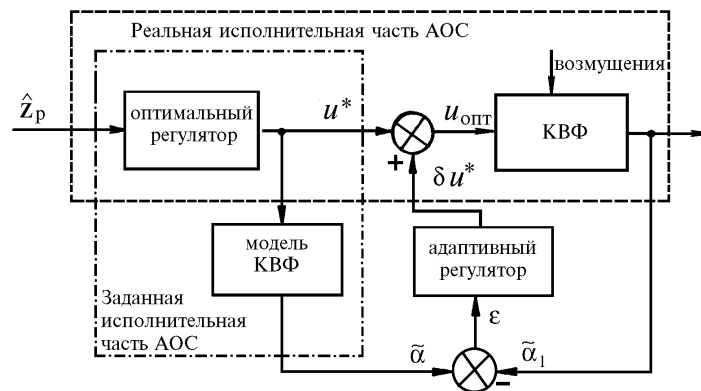 Реальная исполнительная часть АОС
возмущения
ẑр
оптимальный
регулятор
u*
uопт
КВФ
+
δu*
модель
КВФ
адаптивный
регулятор
Заданная
исполнительная
часть АОС
ε
α̃
α̃1
−